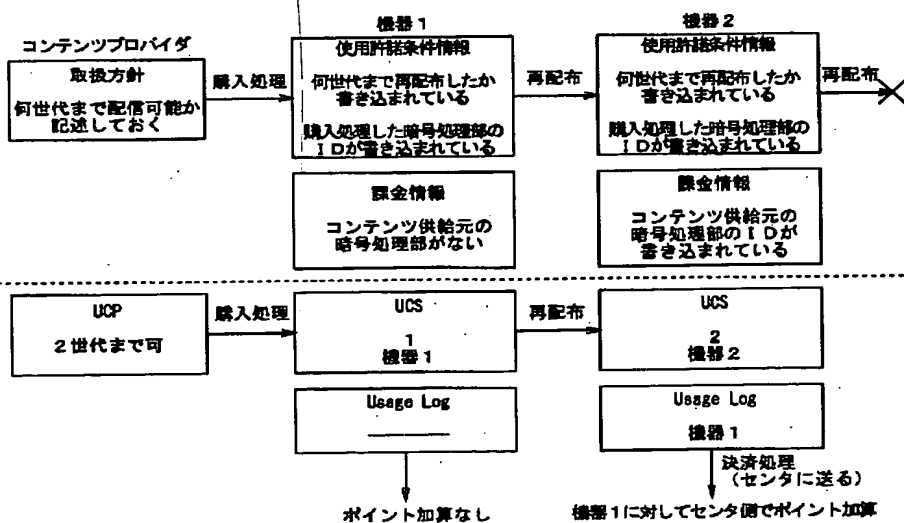 機器1
機器2
コンテンツプロバイダ
取扱方針
何世代まで配信可能か
記述しておく
購入処理
使用許諾条件情報
何世代まで再配布したか
書き込まれている
購入処理した暗号処理部の
IDが書き込まれている
再配布
使用許諾条件情報
何世代まで再配布したか
書き込まれている
購入処理した暗号処理部の
IDが書き込まれている
再配布
課金情報
コンテンツ供給元の
暗号処理部がない
課金情報
コンテンツ供給元の
暗号処理部のIDが
書き込まれている
UCP
2世代まで可
購入処理
UCS
1
機器1
再配布
UCS
2
機器2
Usage Log
Usage Log
機器1
決済処理
(センタに送る)
ポイント加算なし
機器1に対してセンタ側でポイント加算